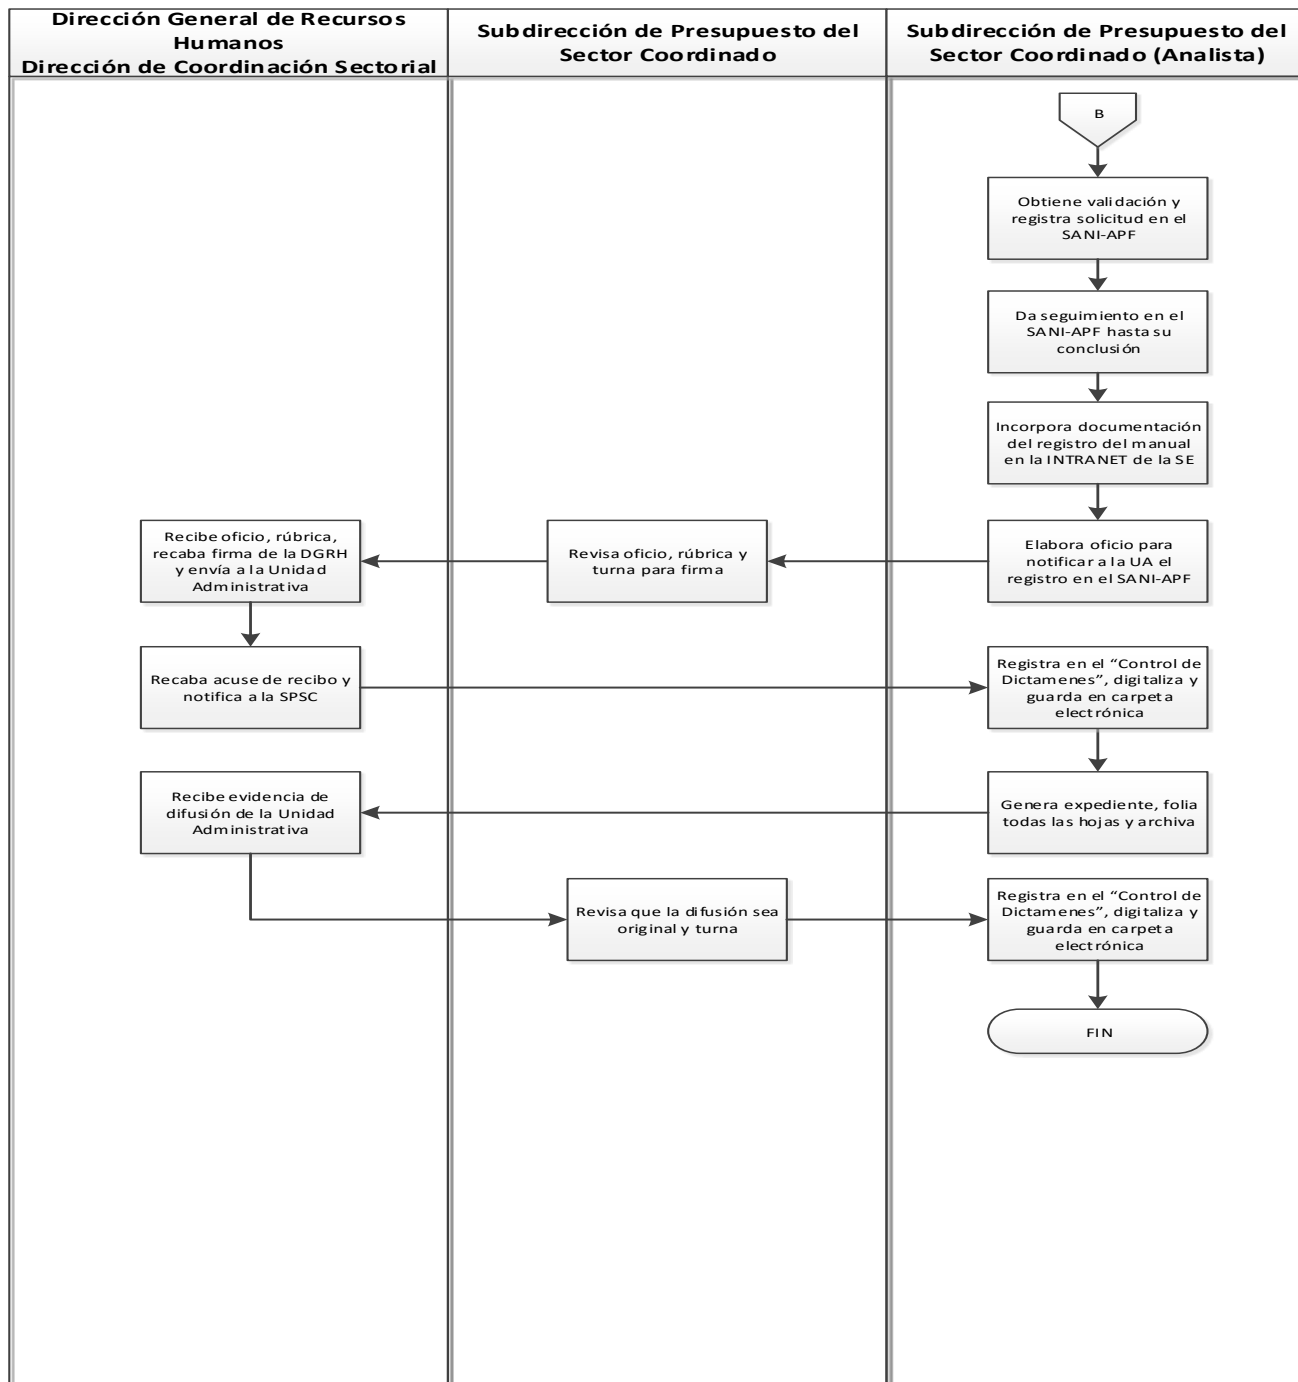 Dirección General de Recursos
Humanos
Dirección de Coordinación Sectorial
Subdirección de Presupuesto del
Sector Coordinado
Subdirección de Presupuesto del
Sector Coordinado (Analista)
B
Obtiene validación y
registra solicitud en el
SANI-APF
Da seguimiento en el
SANI-APF hasta su
conclusión
Incorpora documentación
del registro del manual
en la INTRANET de la SE
Elabora oficio para
notificar a la UA el
registro en el SANI-APF
Revisa oficio, rúbrica y
turna para firma
Recibe oficio, rúbrica,
recaba firma de la DGRH
y envía a la Unidad
Administrativa
Recaba acuse de recibo y
notifica a la SPSC
Registra en el “Control de
Dictamenes”, digitaliza y
guarda en carpeta
electrónica
Genera expediente, folia
todas las hojas y archiva
Recibe evidencia de
difusión de la Unidad
Administrativa
Revisa que la difusión sea
original y turna
Registra en el “Control de
Dictamenes”, digitaliza y
guarda en carpeta
electrónica
FIN